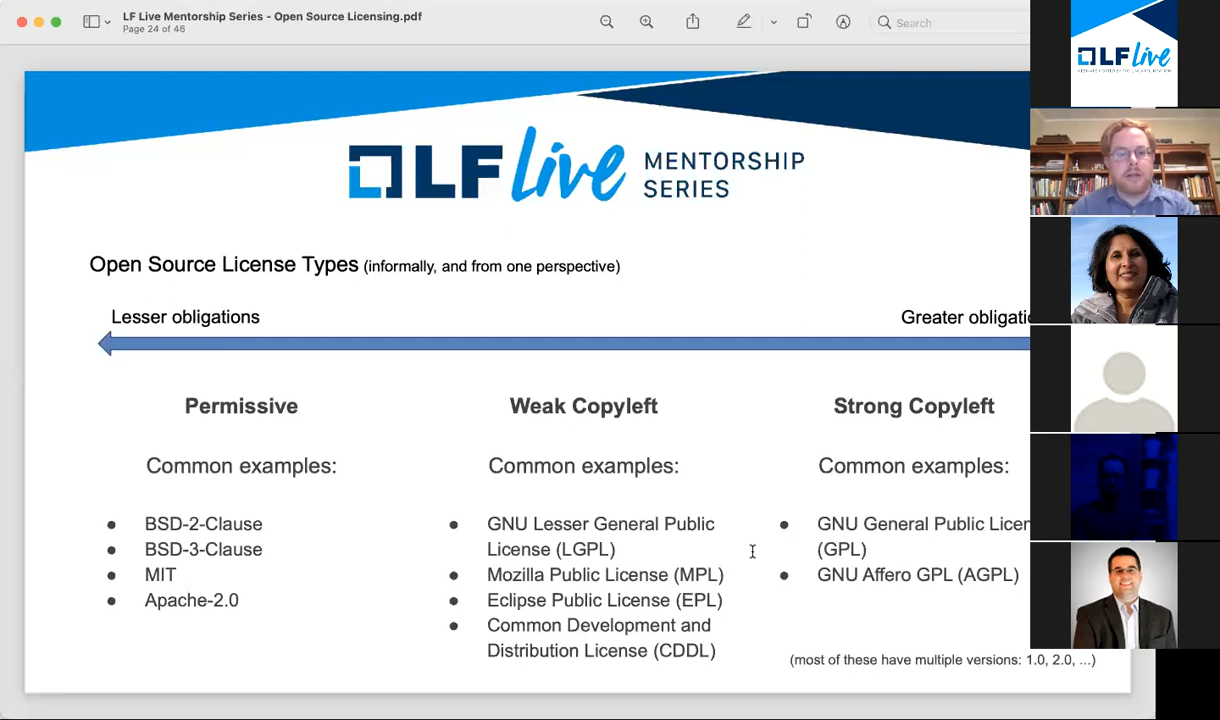 LF Live Mentorship Series - Open Source Licensing.pdf
Page 24 of 46
Search
LF live
LF live MENTORSHIP
SERIES
Open Source License Types (informally, and from one perspective)
Lesser obligations
Greater obligatio
Permissive
Common examples:
● BSD-2-Clause
● BSD-3-Clause
● MIT
● Apache-2.0
Weak Copyleft
Common examples:
● GNU Lesser General Public
License (LGPL)
● Mozilla Public License (MPL)
● Eclipse Public License (EPL)
● Common Development and
Distribution License (CDDL)
Strong Copyleft
Common examples:
● GNU General Public Licen
(GPL)
● GNU Affero GPL (AGPL)
(most of these have multiple versions: 1.0, 2.0, ...)